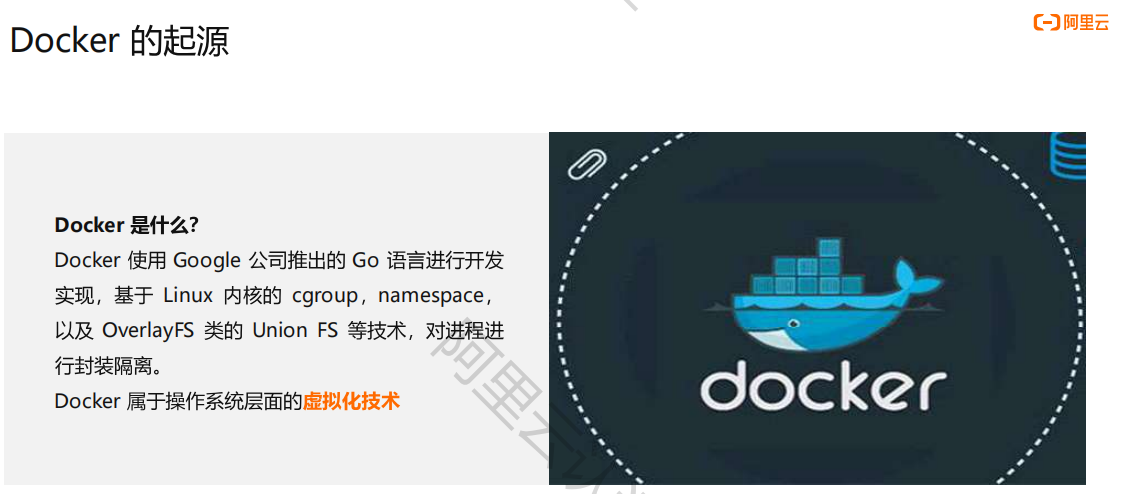 Docker 的起源
阿里云
Docker 是什么?
Docker 使用 Google 公司推出的 Go 语言进行开发
实现，基于 Linux 内核的 cgroup，namespace，
以及 OverlayFS 类的 Union FS 等技术，对进程进
行封装隔离。
Docker 属于操作系统层面的虚拟化技术
docker
阿里云认